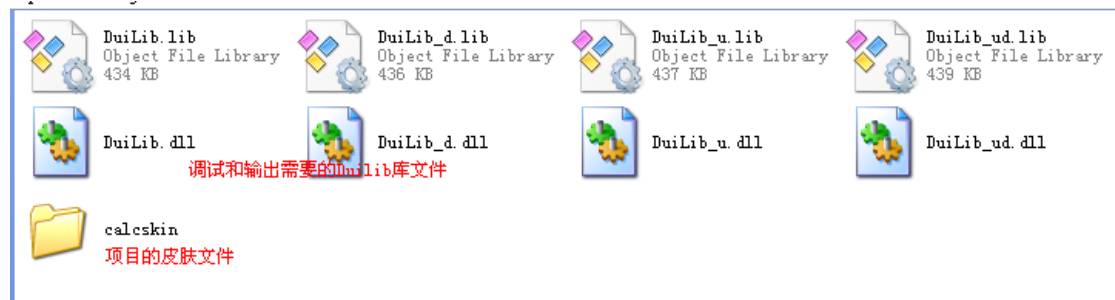 DuiLib.lib
Object File Library
434 KB
DuiLib_d.lib
Object File Library
436 KB
DuiLib_u.lib
Object File Library
437 KB
DuiLib_ud.lib
Object File Library
439 KB
DuiLib.dll
DuiLib_d.dll
DuiLib_u.dll
DuiLib_ud.dll
调试和输出需要的Duilib库文件
calcskin
项目的皮肤文件